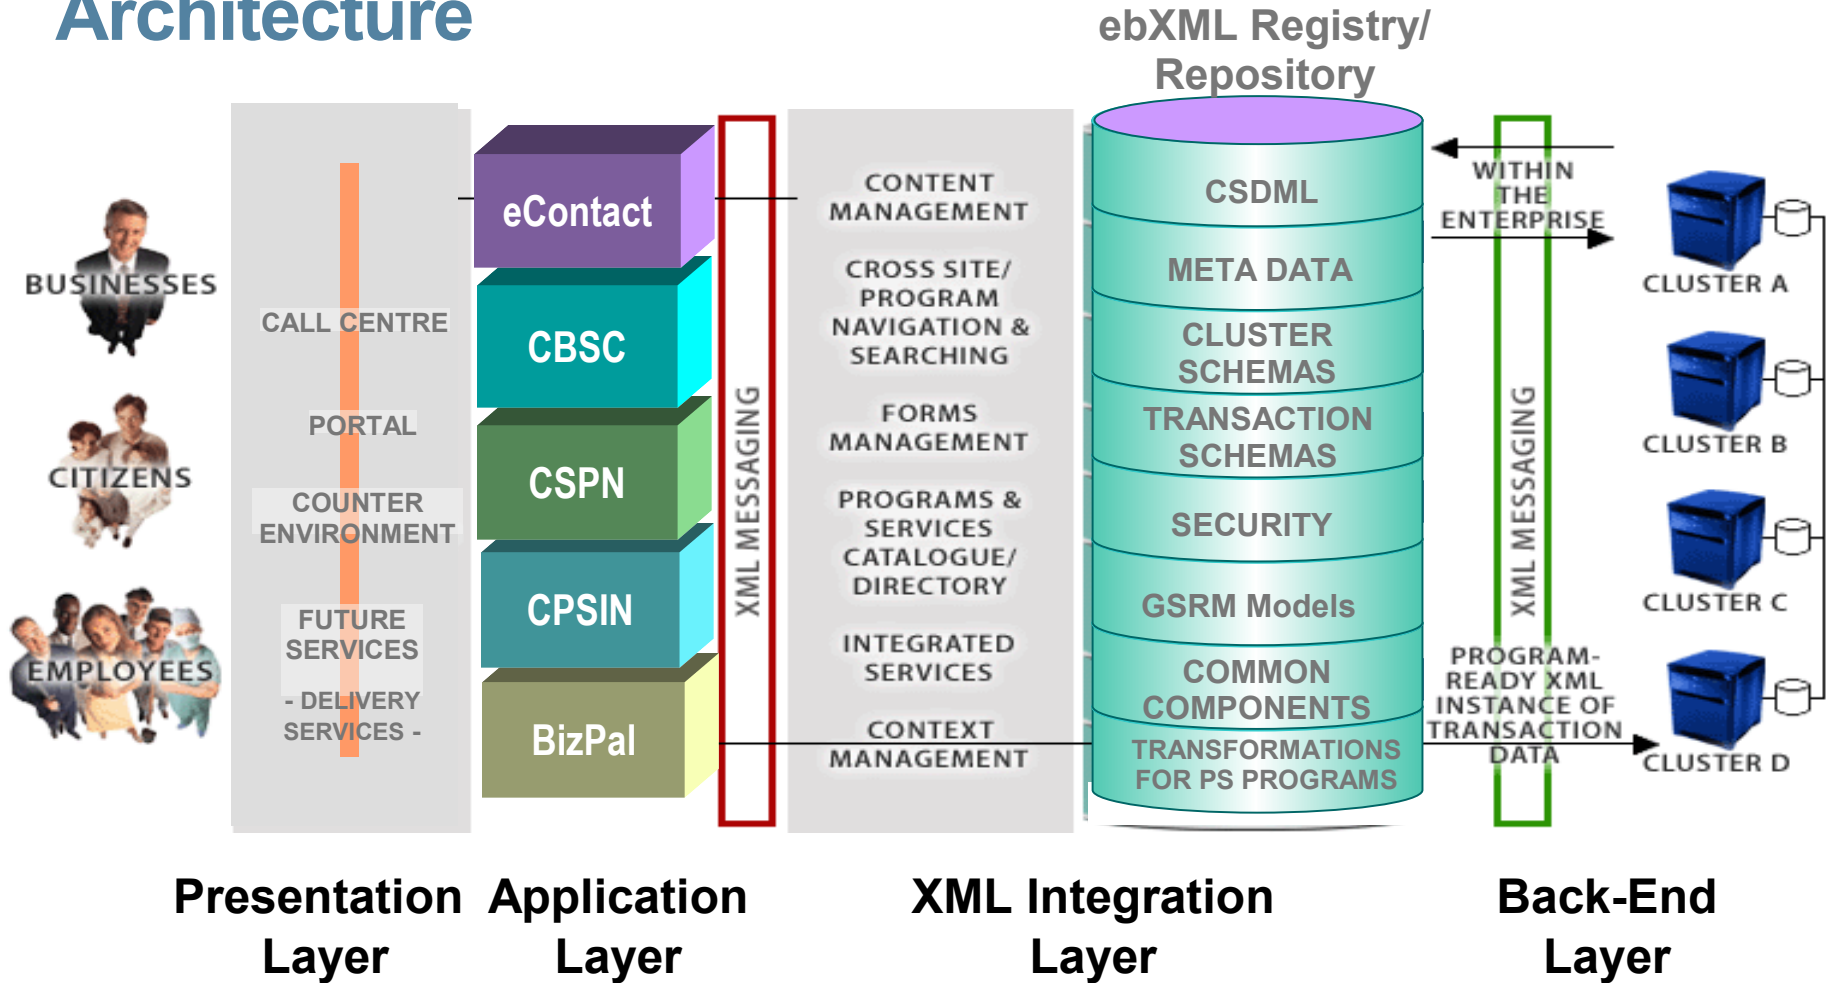 Architecture
ebXML Registry/
Repository
BUSINESSES
CITIZENS
EMPLOYEES
CALL CENTRE
PORTAL
COUNTER
ENVIRONMENT
FUTURE
SERVICES
- DELIVERY
SERVICES -
eContact
CBSC
CSPN
CPSIN
BizPal
XML MESSAGING
CONTENT
MANAGEMENT
CROSS SITE/
PROGRAM
NAVIGATION &
SEARCHING
FORMS
MANAGEMENT
PROGRAMS &
SERVICES
CATALOGUE/
DIRECTORY
INTEGRATED
SERVICES
CONTEXT
MANAGEMENT
CSDML
META DATA
CLUSTER
SCHEMAS
TRANSACTION
SCHEMAS
SECURITY
GSRM Models
COMMON
COMPONENTS
TRANSFORMATIONS
FOR PS PROGRAMS
WITHIN
THE
ENTERPRISE
XML MESSAGING
PROGRAM-
READY XML
INSTANCE OF
TRANSACTION
DATA
CLUSTER A
CLUSTER B
CLUSTER C
CLUSTER D
Presentation
Layer
Application
Layer
XML Integration
Layer
Back-End
Layer